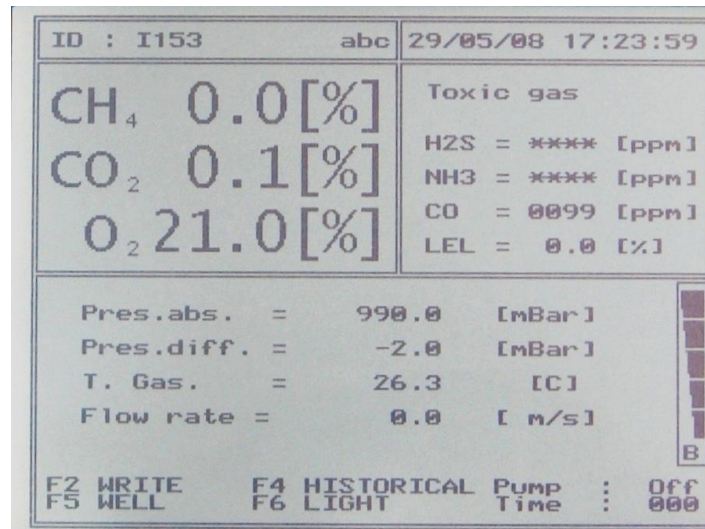 ID : I153 abc 29/05/08 17:23:59
CH4 0.0[%]
CO2 0.1[%]
O2 21.0[%]
Toxic gas
H2S = **** [ppm]
NH3 = **** [ppm]
CO = 0099 [ppm]
LEL = 0.0 [%]
Pres.abs. = 990.0 [mBar]
Pres.diff. = -2.0 [mBar]
T. Gas. = 26.3 [C]
Flow rate = 0.0 [ m/s]
B
F2 WRITE F4 HISTORICAL Pump : Off
F5 WELL F6 LIGHT Time : 000